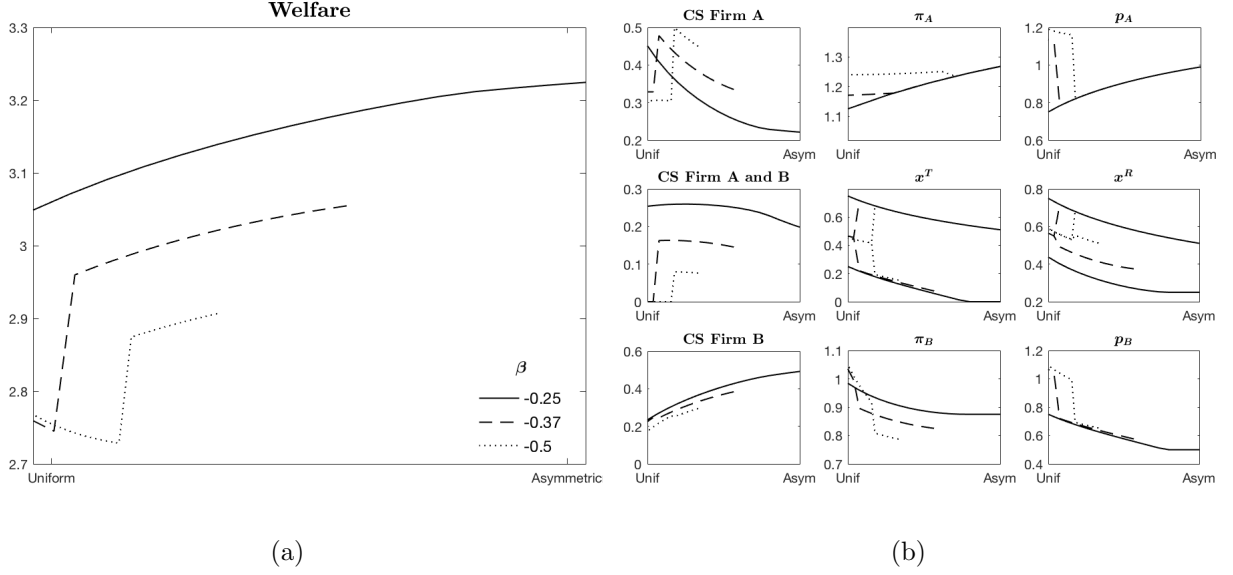 Welfare
3.3
3.2
3.1
3
2.9
2.8
2.7
Uniform
Asymmetric
β
-0.25
-0.37
-0.5
(a)
CS Firm A
0.5
0.4
0.3
0.2
Unif
Asym
π_A
1.3
1.2
1.1
Unif
p_A
1.2
1
0.8
0.6
Unif
Asym
CS Firm A and B
0.3
0.2
0.1
0
Unif
Asym
x^T
0.6
0.4
0.2
0
Unif
Asym
x^R
0.8
0.6
0.4
0.2
Unif
Asym
CS Firm B
0.6
0.4
0.2
0
Unif
Asym
π_B
1.1
1
0.9
0.8
0.7
Unif
Asym
p_B
1.2
1
0.8
0.6
0.4
Unif
Asym
(b)